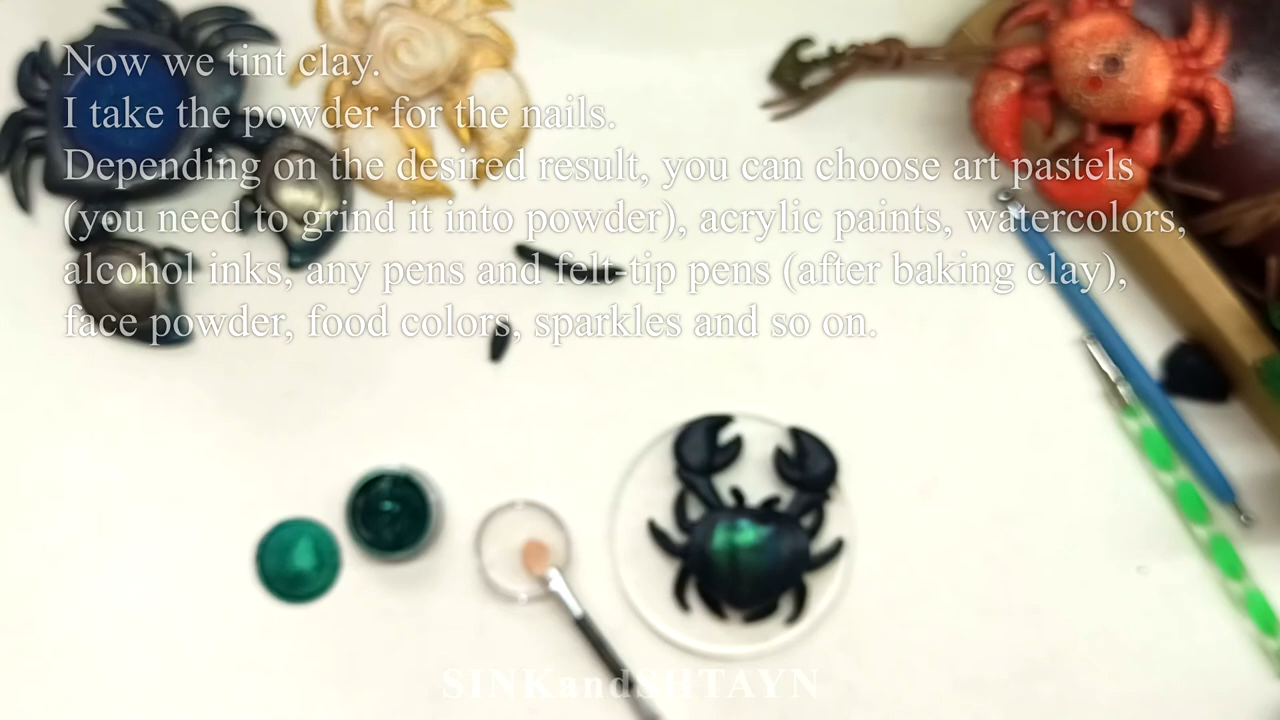 Now we tint clay.
I take the powder for the nails.
Depending on the desired result, you can choose art pastels
(you need to grind it into powder), acrylic paints, watercolors,
alcohol inks, any pens and felt-tip pens (after baking clay),
face powder, food colors, sparkles and so on.
SINKandSHTAYN